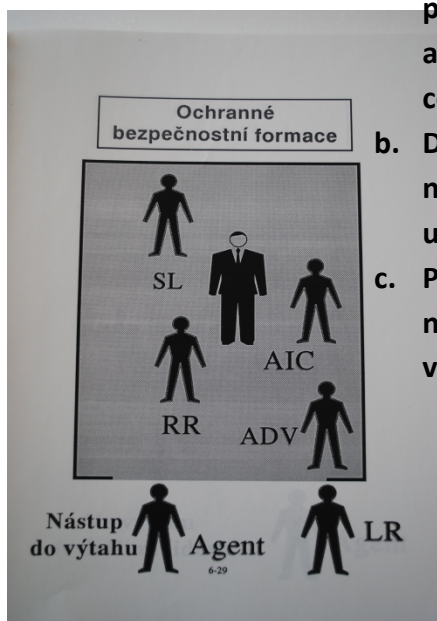 Ochranné
bezpečnostní formace
SL
AIC
RR
ADV
Nástup
do výtahu
Agent
LR
6-29
p
a
c
b. D
n
u
c. P
n
v